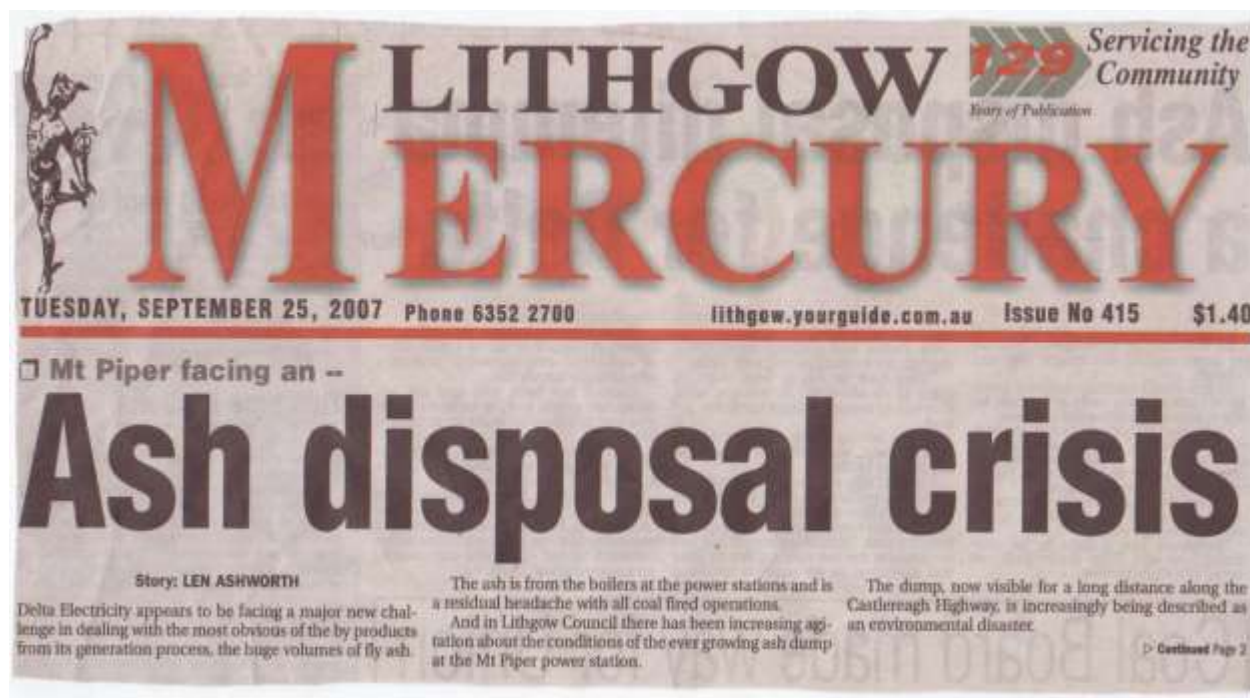 LITHGOW
MERCURY
129
Years of Publication
Servicing the
Community
TUESDAY, SEPTEMBER 25, 2007 Phone 6352 2700 lithgow.yourguide.com.au Issue No 415 $1.40
❒ Mt Piper facing an --
Ash disposal crisis
Story: LEN ASHWORTH
Delta Electricity appears to be facing a major new chal-
lenge in dealing with the most obvious of the by products
from its generation process, the huge volumes of fly ash.
The ash is from the boilers at the power stations and is
a residual headache with all coal fired operations.
And in Lithgow Council there has been increasing agi-
tation about the conditions of the ever growing ash dump
at the Mt Piper power station.
The dump, now visible for a long distance along the
Castlereagh Highway, is increasingly being described as
an environmental disaster.
▷ Continued Page 2